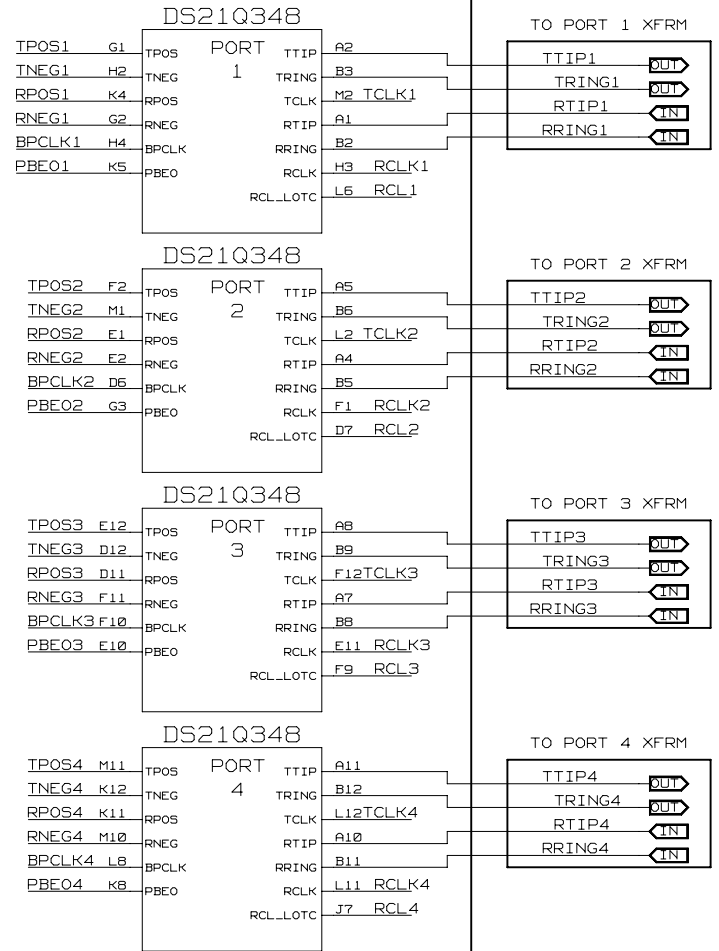 DS21Q348
TO PORT 1 XFRM
PORT
1
TPOS1 G1 TPOS TTIP A2 TTIP1 OUT
TNEG1 H2 TNEG TRING B3 TRING1 OUT
RPOS1 K4 RPOS TCLK M2 TCLK1
RNEG1 G2 RNEG RTIP A1 RTIP1 IN
BPCLK1 H4 BPCLK RRING B2 RRING1 IN
PBEO1 K5 PBEO RCLK H3 RCLK1
RCL_LOTC L6 RCL1
DS21Q348
TO PORT 2 XFRM
PORT
2
TPOS2 F2 TPOS TTIP A5 TTIP2 OUT
TNEG2 M1 TNEG TRING B6 TRING2 OUT
RPOS2 E1 RPOS TCLK L2 TCLK2
RNEG2 E2 RNEG RTIP A4 RTIP2 IN
BPCLK2 D6 BPCLK RRING B5 RRING2 IN
PBEO2 G3 PBEO RCLK F1 RCLK2
RCL_LOTC D7 RCL2
DS21Q348
TO PORT 3 XFRM
PORT
3
TPOS3 E12 TPOS TTIP A8 TTIP3 OUT
TNEG3 D12 TNEG TRING B9 TRING3 OUT
RPOS3 D11 RPOS TCLK F12 TCLK3
RNEG3 F11 RNEG RTIP A7 RTIP3 IN
BPCLK3 F10 BPCLK RRING B8 RRING3 IN
PBEO3 E10 PBEO RCLK E11 RCLK3
RCL_LOTC F9 RCL3
DS21Q348
TO PORT 4 XFRM
PORT
4
TPOS4 M11 TPOS TTIP A11 TTIP4 OUT
TNEG4 K12 TNEG TRING B12 TRING4 OUT
RPOS4 K11 RPOS TCLK L12 TCLK4
RNEG4 M10 RNEG RTIP A10 RTIP4 IN
BPCLK4 L8 BPCLK RRING B11 RRING4 IN
PBEO4 K8 PBEO RCLK L11 RCLK4
RCL_LOTC J7 RCL4